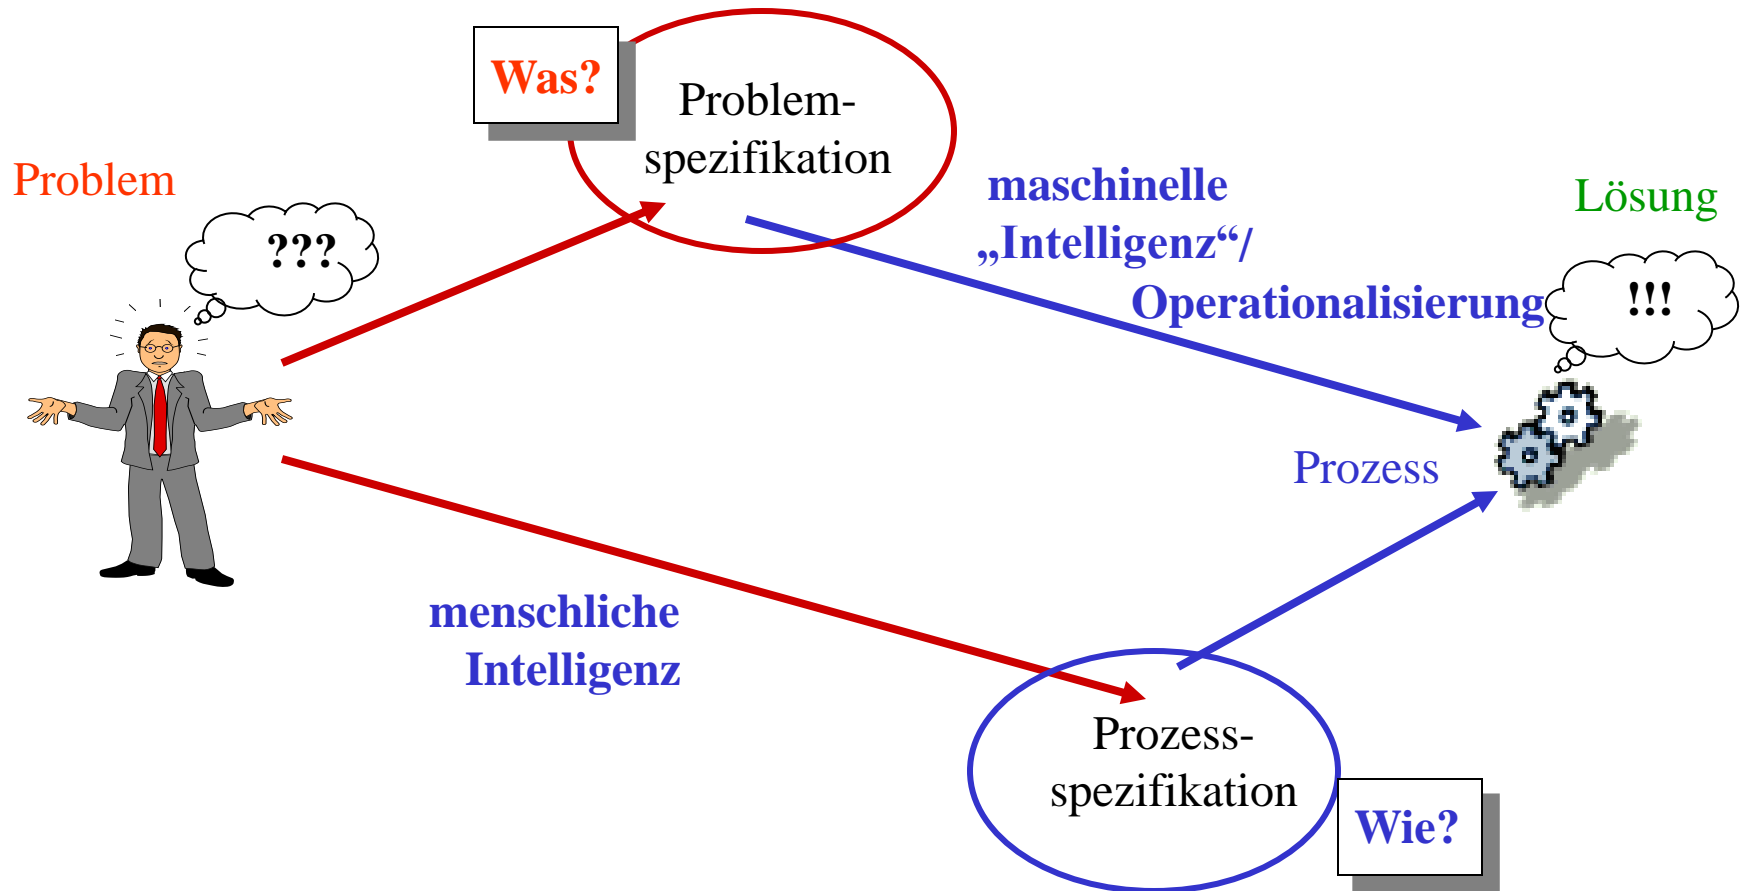 Was?
Problem-
spezifikation
Problem
???
maschinelle
„Intelligenz“/
Operationalisierung
Lösung
!!!
Prozess
menschliche
Intelligenz
Prozess-
spezifikation
Wie?